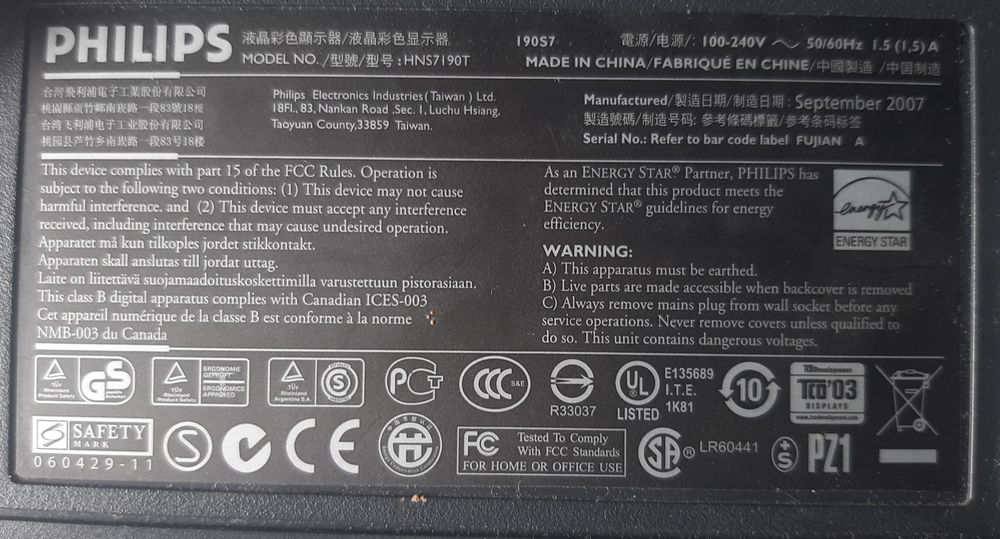 PHILIPS
液晶彩色顯示器/液晶彩色显示器
190S7
電源/电源/: 100-240V 〜 50/60Hz 1.5 (1,5) A
MODEL NO./型號/型号:HNS7190T
MADE IN CHINA/FABRIQUÉ EN CHINE/中國製造 /中国制造
台灣飛利浦電子工業股份有限公司
桃園縣蘆竹鄉南崁路一段83號18樓
台湾飞利浦电子工业股份有限公司
桃园县芦竹乡南崁路一段83号18楼
Philips Electronics Industries (Taiwan) Ltd.
18Fl., 83, Nankan Road ,Sec. 1, Luchu Hsiang,
Taoyuan County,33859 Taiwan.
Manufactured/製造日期/制造日期 : September 2007
製造號碼/制造号码: 參考條碼標籤/参考条码标签
Serial No.: Refer to bar code label FUJIAN A
This device complies with part 15 of the FCC Rules. Operation is
subject to the following two conditions: (1) This device may not cause
harmful interference. and (2) This device must accept any interference
received, including interference that may cause undesired operation.
Apparatet må kun tilkoples jordet stikkontakt.
Apparaten skall anslutas till jordat uttag.
Laite on liitettävä suojamaadoituskoskettimilla varustettuun pistorasiaan.
This class B digital apparatus complies with Canadian ICES-003
Cet appareil numérique de la classe B est conforme à la norme
NMB-003 du Canada
As an ENERGY STAR® Partner, PHILIPS has
determined that this product meets the
ENERGY STAR® guidelines for energy
efficiency.
energy
ENERGY STAR
WARNING:
A) This apparatus must be earthed.
B) Live parts are made accessible when backcover is removed
C) Always remove mains plug from wall socket before any
service operations. Never remove covers unless qualified to
do so. This unit contains dangerous voltages.
TÜV
Rheinland
Product Safety
GS
TÜV
Rheinland
Product Safety
ERGONOMIE
GEPRÜFT
ERGONOMICS
APPROVED
TÜV
Rheinland
Argentina S.A.
S
PCT
CCC S&E
R33037
UL
LISTED
E135689
I.T.E.
1K81
10
TCO Development
TCO'03
DISPLAYS
www.tcodevelopment.com
SAFETY
MARK
060429-11
S
CE
FC
Tested To Comply
With FCC Standards
FOR HOME OR OFFICE USE
SA ® LR60441
S
PZ1